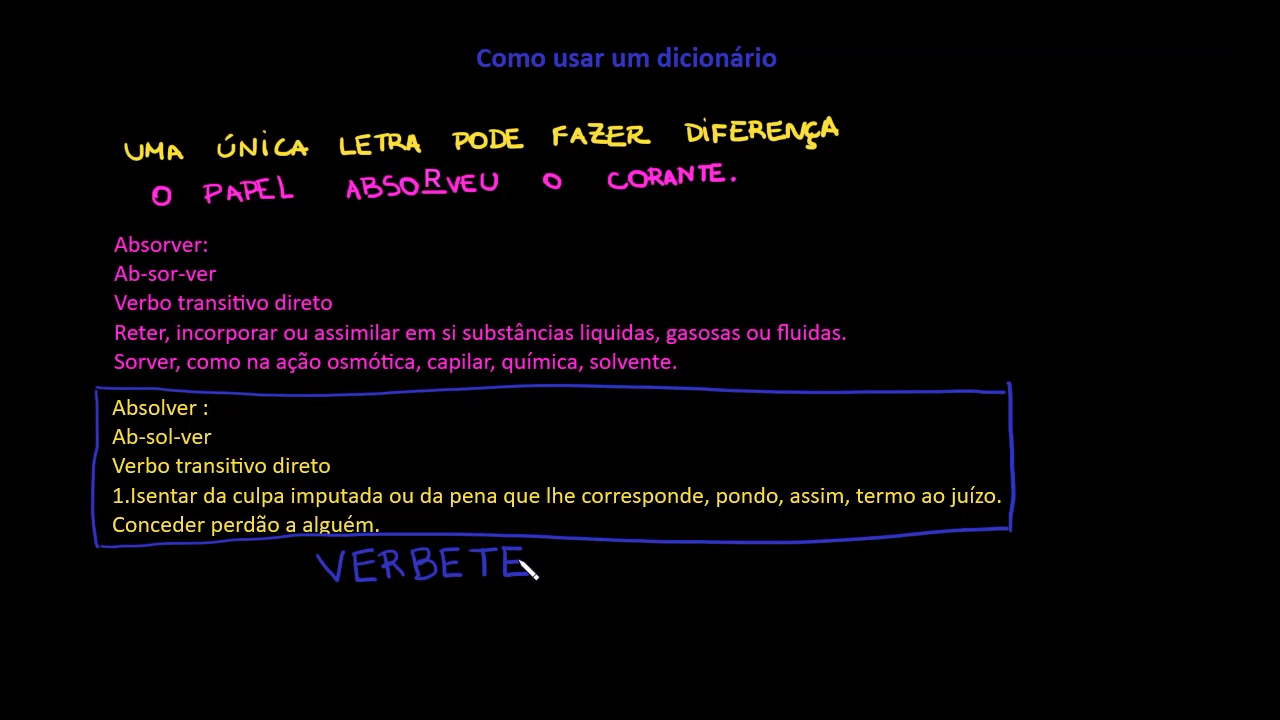 Como usar um dicionário
UMA ÚNICA LETRA PODE FAZER DIFERENÇA
O PAPEL ABSORVEU O CORANTE.
Absorver:
Ab-sor-ver
Verbo transitivo direto
Reter, incorporar ou assimilar em si substâncias liquidas, gasosas ou fluidas.
Sorver, como na ação osmótica, capilar, química, solvente.
Absolver :
Ab-sol-ver
Verbo transitivo direto
1.Isentar da culpa imputada ou da pena que lhe corresponde, pondo, assim, termo ao juízo.
Conceder perdão a alguém.
VERBETE